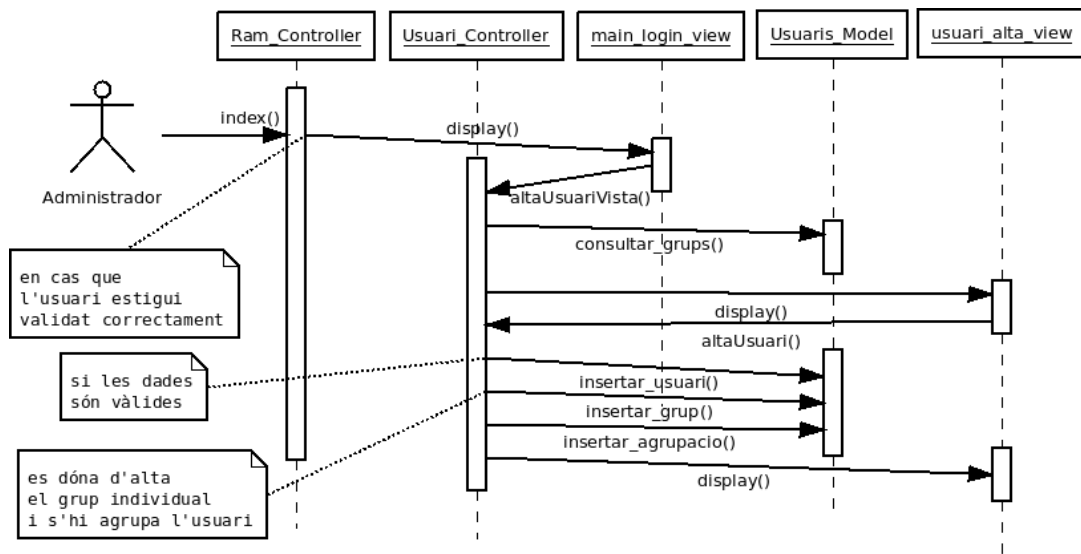 Ram_Controller
Usuari_Controller
main_login_view
Usuaris_Model
usuari_alta_view
index()
display()
Administrador
altaUsuariVista()
consultar_grups()
en cas que
l'usuari estigui
validat correctament
display()
altaUsuari()
si les dades
són vàlides
insertar_usuari()
insertar_grup()
insertar_agrupacio()
es dóna d'alta
el grup individual
i s'hi agrupa l'usuari
display()